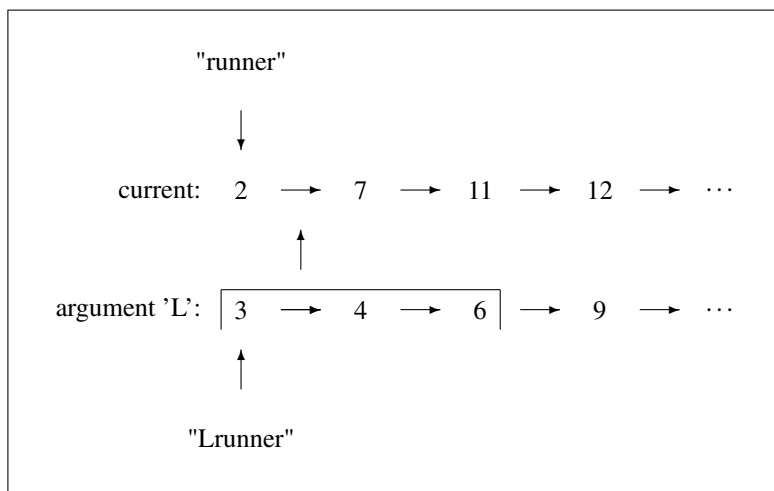 "runner"
current: 2 7 11 12 ···
argument ’L’: 3 4 6 9 ···
"Lrunner"